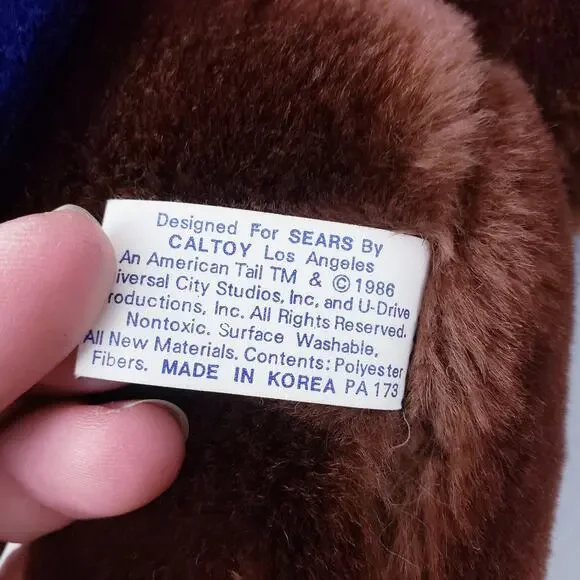 Designed For SEARS By
CALTOY Los Angeles
An American Tail TM & © 1986
iversal City Studios, Inc. and U-Drive
roductions, Inc. All Rights Reserved.
Nontoxic. Surface Washable.
All New Materials. Contents: Polyester
Fibers. MADE IN KOREA PA 173